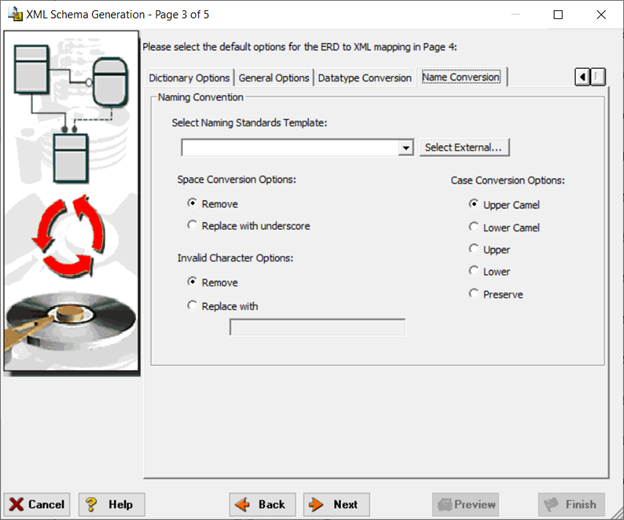 XML Schema Generation - Page 3 of 5
Please select the default options for the ERD to XML mapping in Page 4:
Dictionary Options General Options Datatype Conversion Name Conversion
Naming Convention
Select Naming Standards Template:
Select External...
Space Conversion Options:
Remove
Replace with underscore
Invalid Character Options:
Remove
Replace with
Case Conversion Options:
Upper Camel
Lower Camel
Upper
Lower
Preserve
Cancel Help Back Next Preview Finish